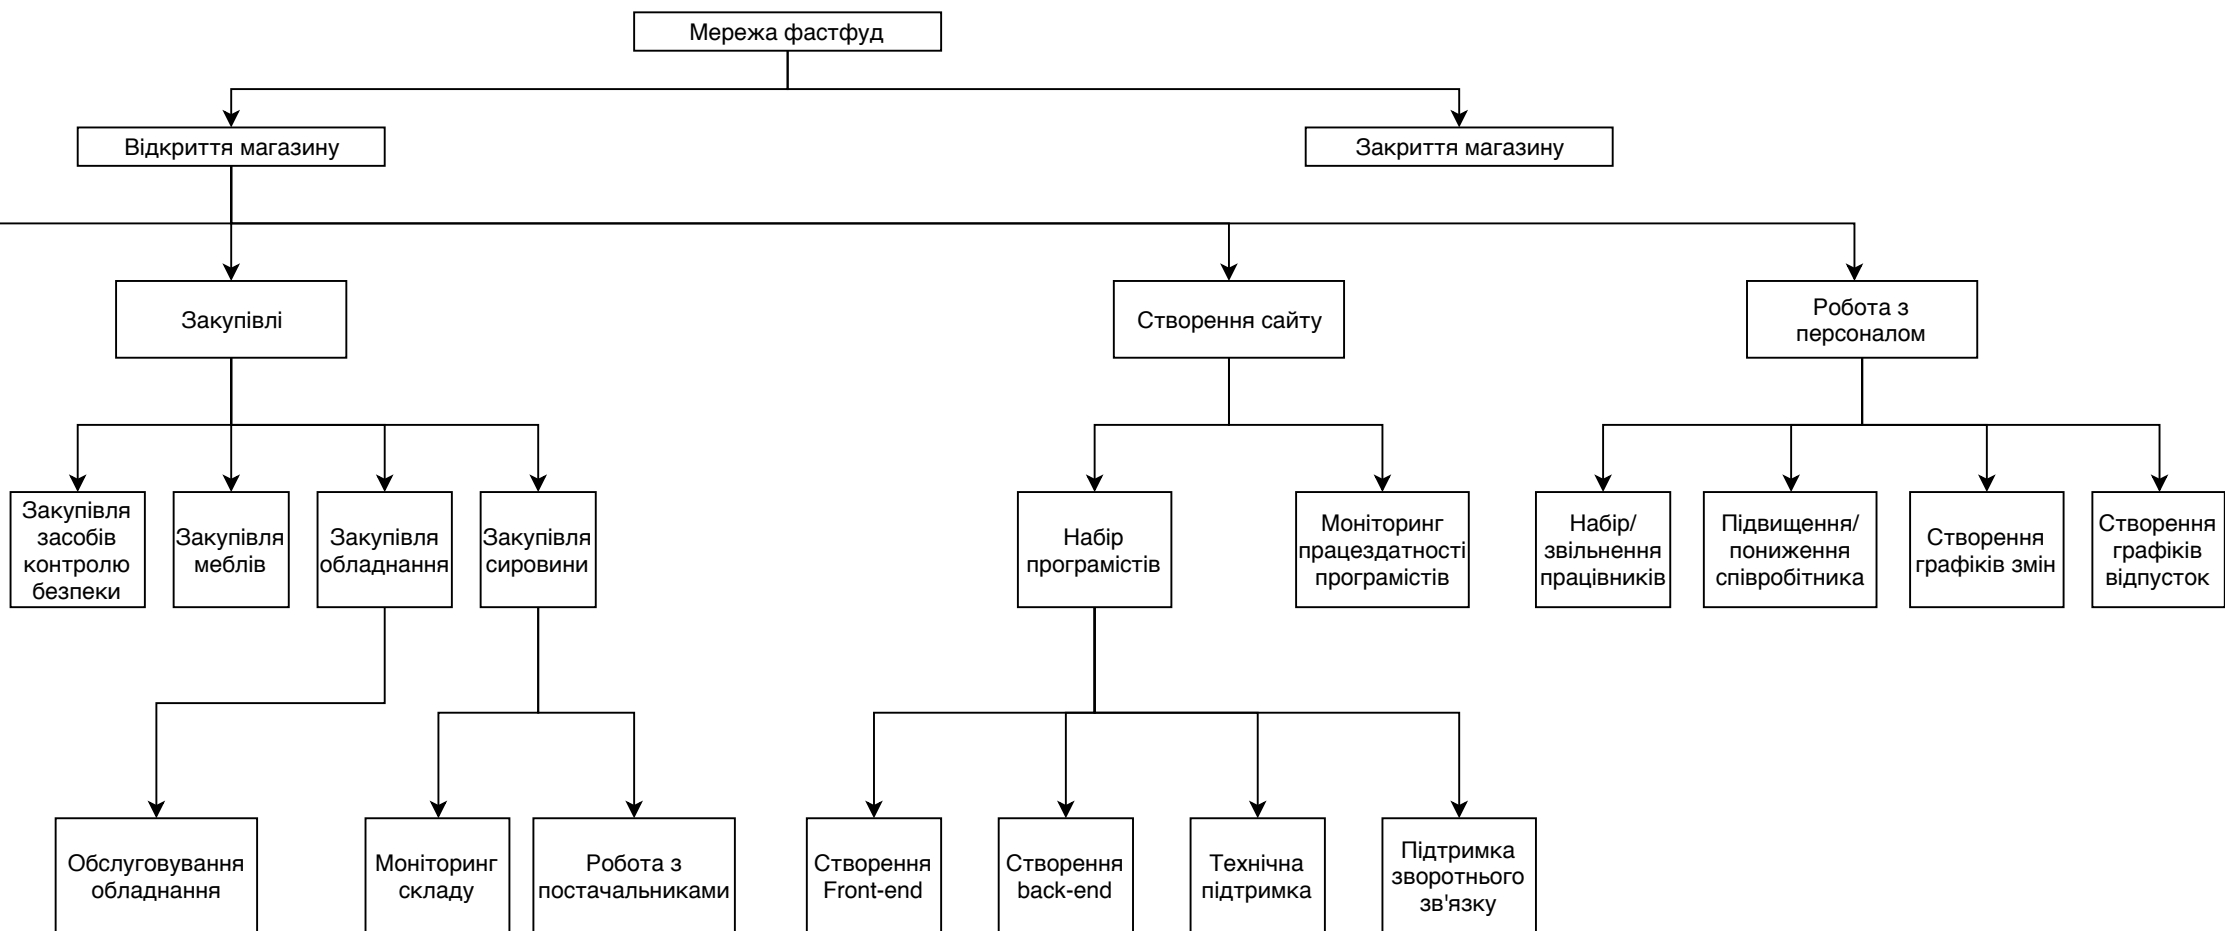 Мережа фастфуд
Відкриття магазину
Закриття магазину
Закупівлі
Створення сайту
Робота з
персоналом
Закупівля
засобів
контролю
безпеки
Закупівля
меблів
Закупівля
обладнання
Закупівля
сировини
Набір
програмістів
Моніторинг
працездатності
програмістів
Набір/
звільнення
працівників
Підвищення/
пониження
співробітника
Створення
графіків змін
Створення
графіків
відпусток
Обслуговування
обладнання
Моніторинг
складу
Робота з
постачальниками
Створення
Front-end
Створення
back-end
Технічна
підтримка
Підтримка
зворотнього
зв'язку